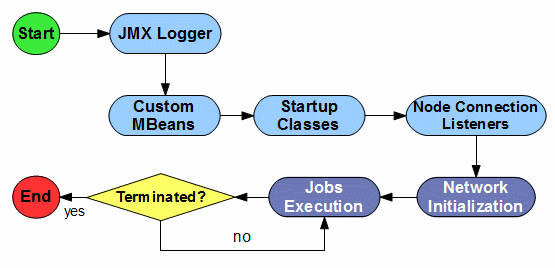 Start
JMX Logger
Custom
MBeans
Startup
Classes
Node Connection
Listeners
Network
Initialization
Jobs
Execution
Terminated?
yes
no
End